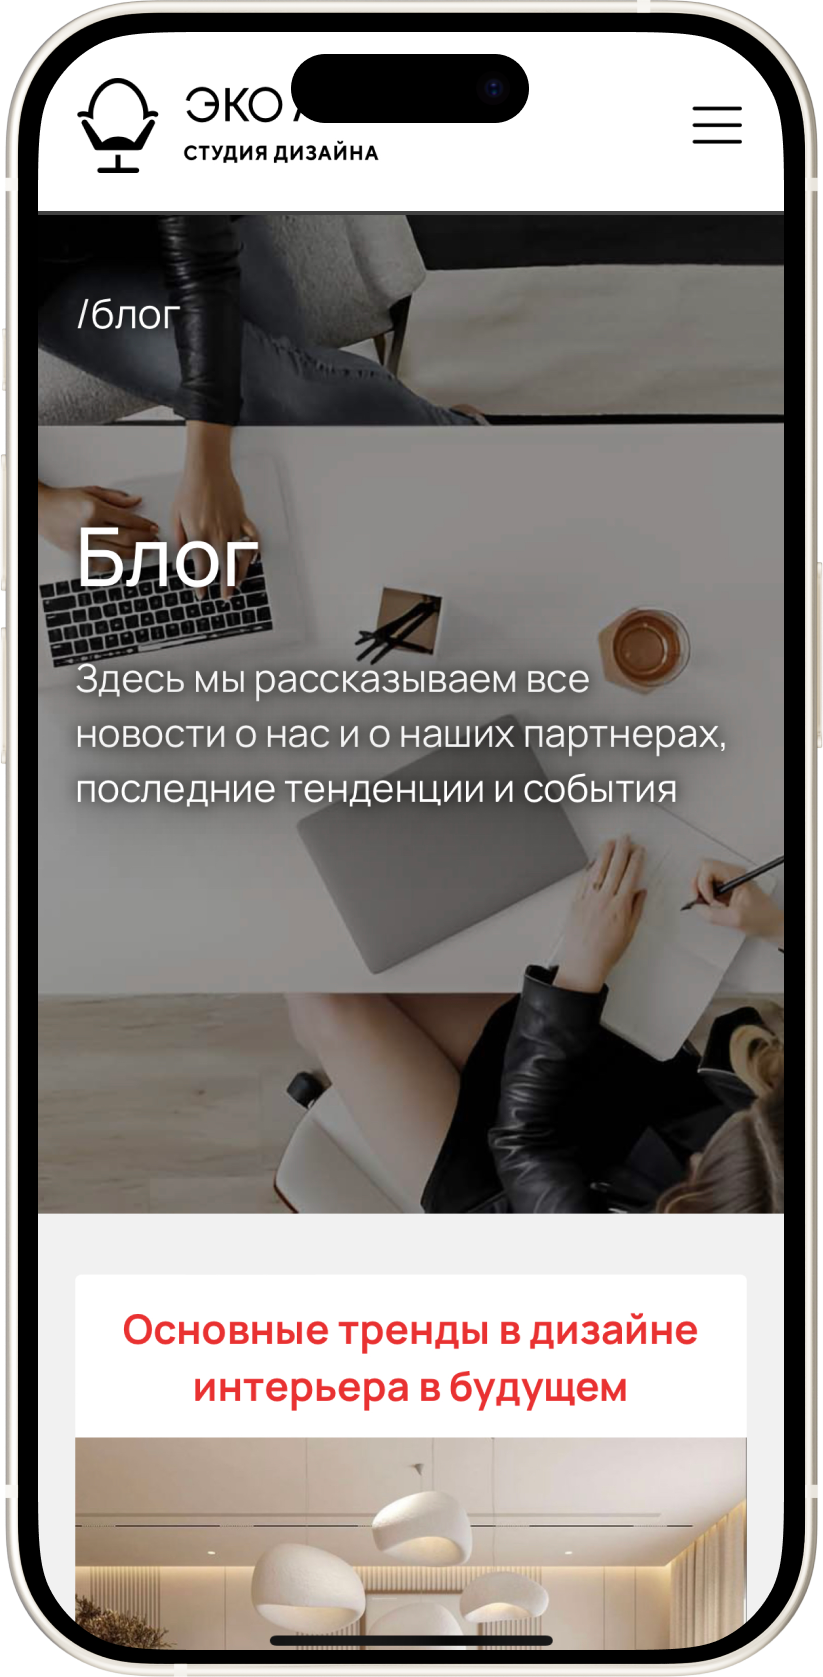 ЭКО
СТУДИЯ ДИЗАЙНА
/блог
Блог
Здесь мы рассказываем все
новости о нас и о наших партнерах,
последние тенденции и события
Основные тренды в дизайне
интерьера в будущем